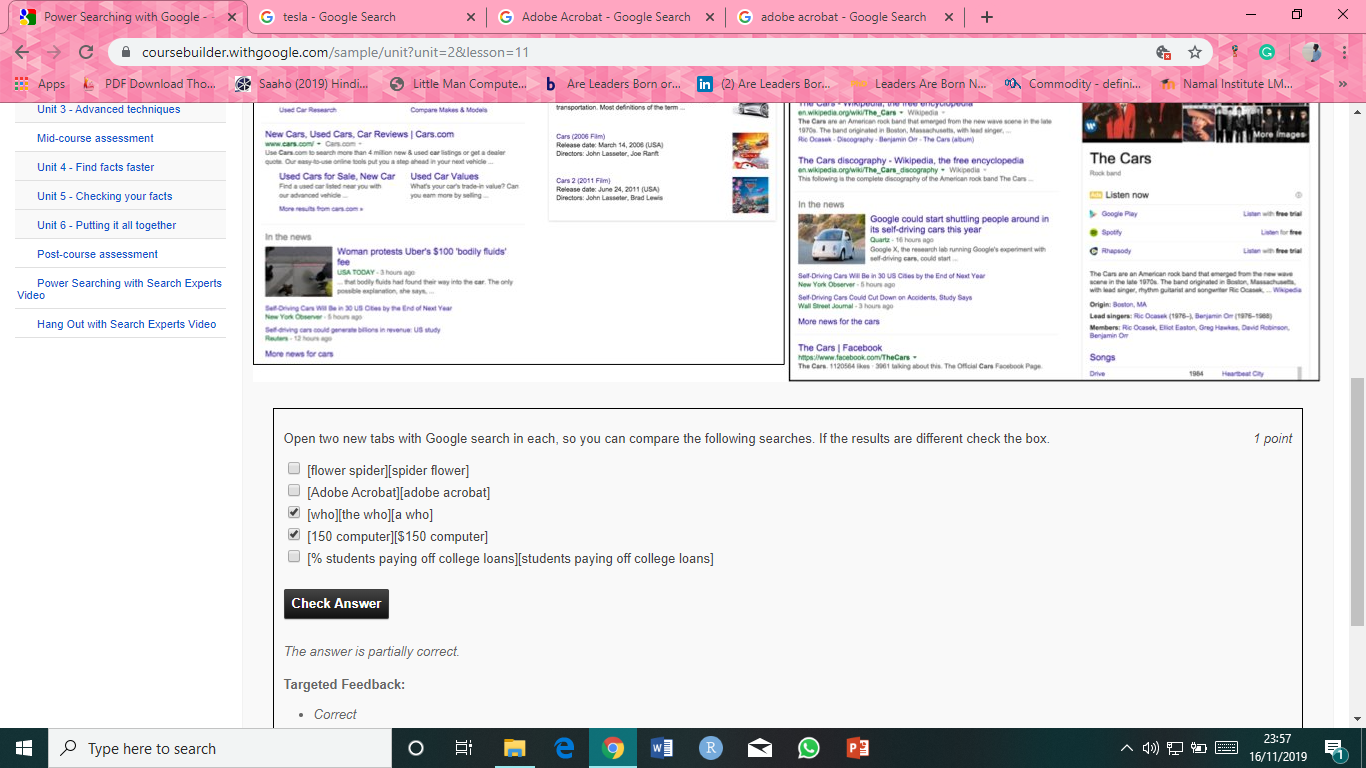 Power Searching with Google -
tesla - Google Search
Adobe Acrobat - Google Search
adobe acrobat - Google Search
coursebuilder.withgoogle.com/sample/unit?unit=2&lesson=11
Apps
PDF Download Tho...
Saaho (2019) Hindi...
Little Man Compute...
Are Leaders Born or...
(2) Are Leaders Bor...
Leaders Are Born N...
Commodity - defini...
Namal Institute LM...
»
Unit 3 - Advanced techniques
Mid-course assessment
Unit 4 - Find facts faster
Unit 5 - Checking your facts
Unit 6 - Putting it all together
Post-course assessment
Power Searching with Search Experts
Video
Hang Out with Search Experts Video
Used Car Research
Compare Makes & Models
New Cars, Used Cars, Car Reviews | Cars.com
www.cars.com/ Cars.com
Use Cars.com to search more than 4 million new & used car listings or get a dealer
quote. Our easy-to-use online tools put you a step ahead in your next vehicle ...
Used Cars for Sale, New Car
Find a used car listed near you with
our advanced vehicle ...
Used Car Values
What's your car's trade-in value? Can
you earn more by selling ...
More results from cars.com »
In the news
Woman protests Uber's $100 'bodily fluids'
fee
USA TODAY - 3 hours ago
... that bodily fluids had found their way into the car. The only
possible explanation, she says, ...
Self-Driving Cars Will Be in 30 US Cities by the End of Next Year
New York Observer - 5 hours ago
Self-driving cars could generate billions in revenue: US study
Reuters - 12 hours ago
More news for cars
transportation. Most definitions of the term ...
Cars (2006 Film)
Release date: March 14, 2006 (USA)
Directors: John Lasseter, Joe Ranft
Cars 2 (2011 Film)
Release date: June 24, 2011 (USA)
Directors: John Lasseter, Brad Lewis
The Cars - Wikipedia, the free encyclopedia
en.wikipedia.org/wiki/The_Cars Wikipedia
The Cars are an American rock band that emerged from the new wave scene in the late
1970s. The band originated in Boston, Massachusetts, with lead singer, ...
Ric Ocasek - Discography - Benjamin Orr - The Cars (album)
The Cars discography - Wikipedia, the free encyclopedia
en.wikipedia.org/wiki/The_Cars_discography Wikipedia
This following is the complete discography of the American rock band The Cars ...
In the news
Google could start shuttling people around in
its self-driving cars this year
Quartz - 16 hours ago
Google X, the research lab running Google's experiment with
self-driving cars, could start ...
Self-Driving Cars Will Be in 30 US Cities by the End of Next Year
New York Observer - 5 hours ago
Self-Driving Cars Could Cut Down on Accidents, Study Says
Wall Street Journal - 3 hours ago
More news for the cars
The Cars | Facebook
https://www.facebook.com/TheCars
The Cars. 1120564 likes · 3961 talking about this. The Official Cars Facebook Page.
More images
The Cars
Rock band
Ads Listen now
Google Play
Listen with free trial
Spotify
Listen for free
Rhapsody
Listen with free trial
The Cars are an American rock band that emerged from the new wave
scene in the late 1970s. The band originated in Boston, Massachusetts,
with lead singer, rhythm guitarist and songwriter Ric Ocasek, ... Wikipedia
Origin: Boston, MA
Lead singers: Ric Ocasek (1976–), Benjamin Orr (1976–1988)
Members: Ric Ocasek, Elliot Easton, Greg Hawkes, David Robinson,
Benjamin Orr
Songs
Drive
1984
Heartbeat City
Open two new tabs with Google search in each, so you can compare the following searches. If the results are different check the box.
1 point
[flower spider][spider flower]
[Adobe Acrobat][adobe acrobat]
[who][the who][a who]
[150 computer][$150 computer]
[% students paying off college loans][students paying off college loans]
Check Answer
The answer is partially correct.
Targeted Feedback:
• Correct
Type here to search
23:57
16/11/2019
1